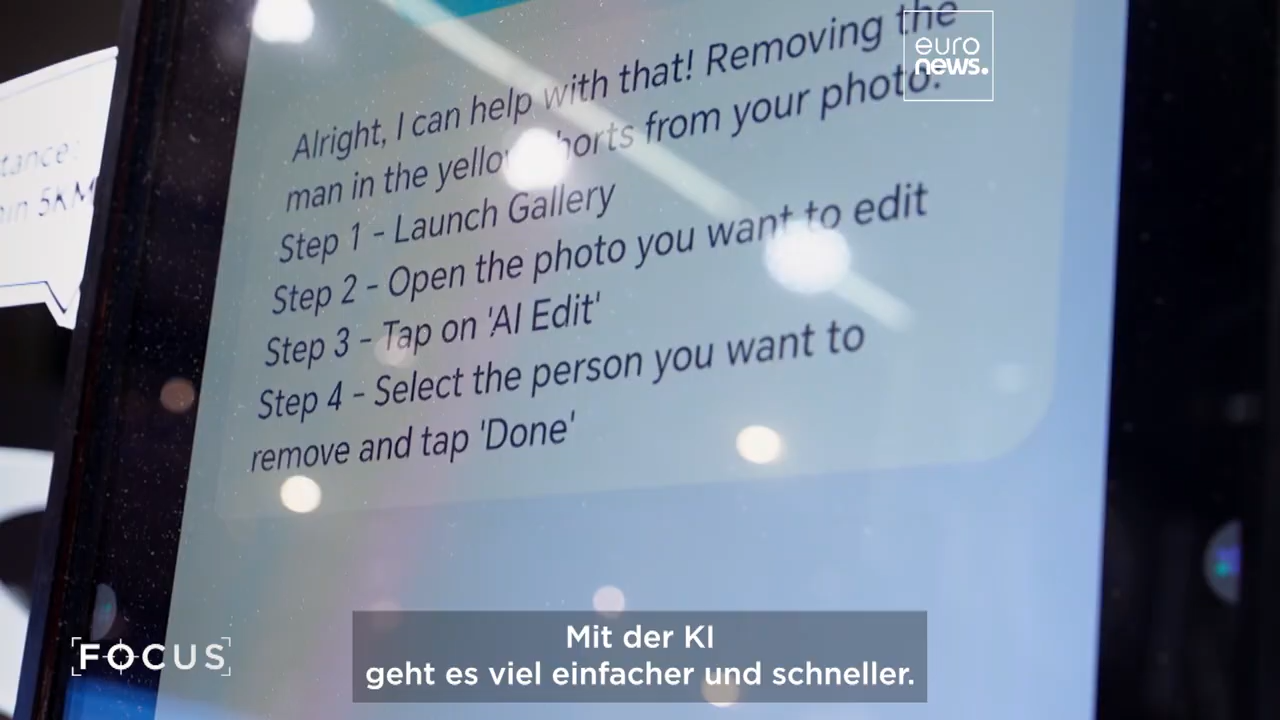 euro
news.
tance:
in 5KM
Alright, I can help with that! Removing the
man in the yellow shorts from your photo:
Step 1 - Launch Gallery
Step 2 - Open the photo you want to edit
Step 3 - Tap on 'AI Edit'
Step 4 - Select the person you want to
remove and tap 'Done'
FOCUS
Mit der KI
geht es viel einfacher und schneller.